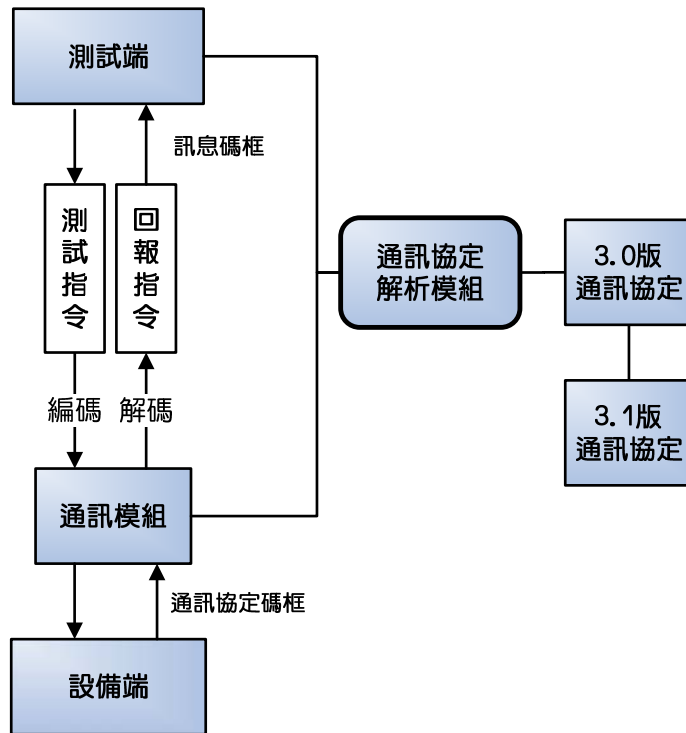 測試端
訊息碼框
測試指令
回報指令
通訊協定
解析模組
3.0版
通訊協定
3.1版
通訊協定
編碼
解碼
通訊模組
通訊協定碼框
設備端